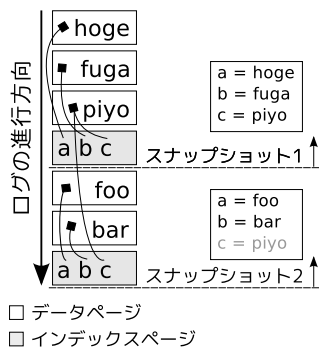 ログの進行方向
hoge
fuga
piyo
a b c
スナップショット1
a = hoge
b = fuga
c = piyo
foo
bar
a b c
スナップショット2
a = foo
b = bar
c = piyo
データページ
インデックスページ